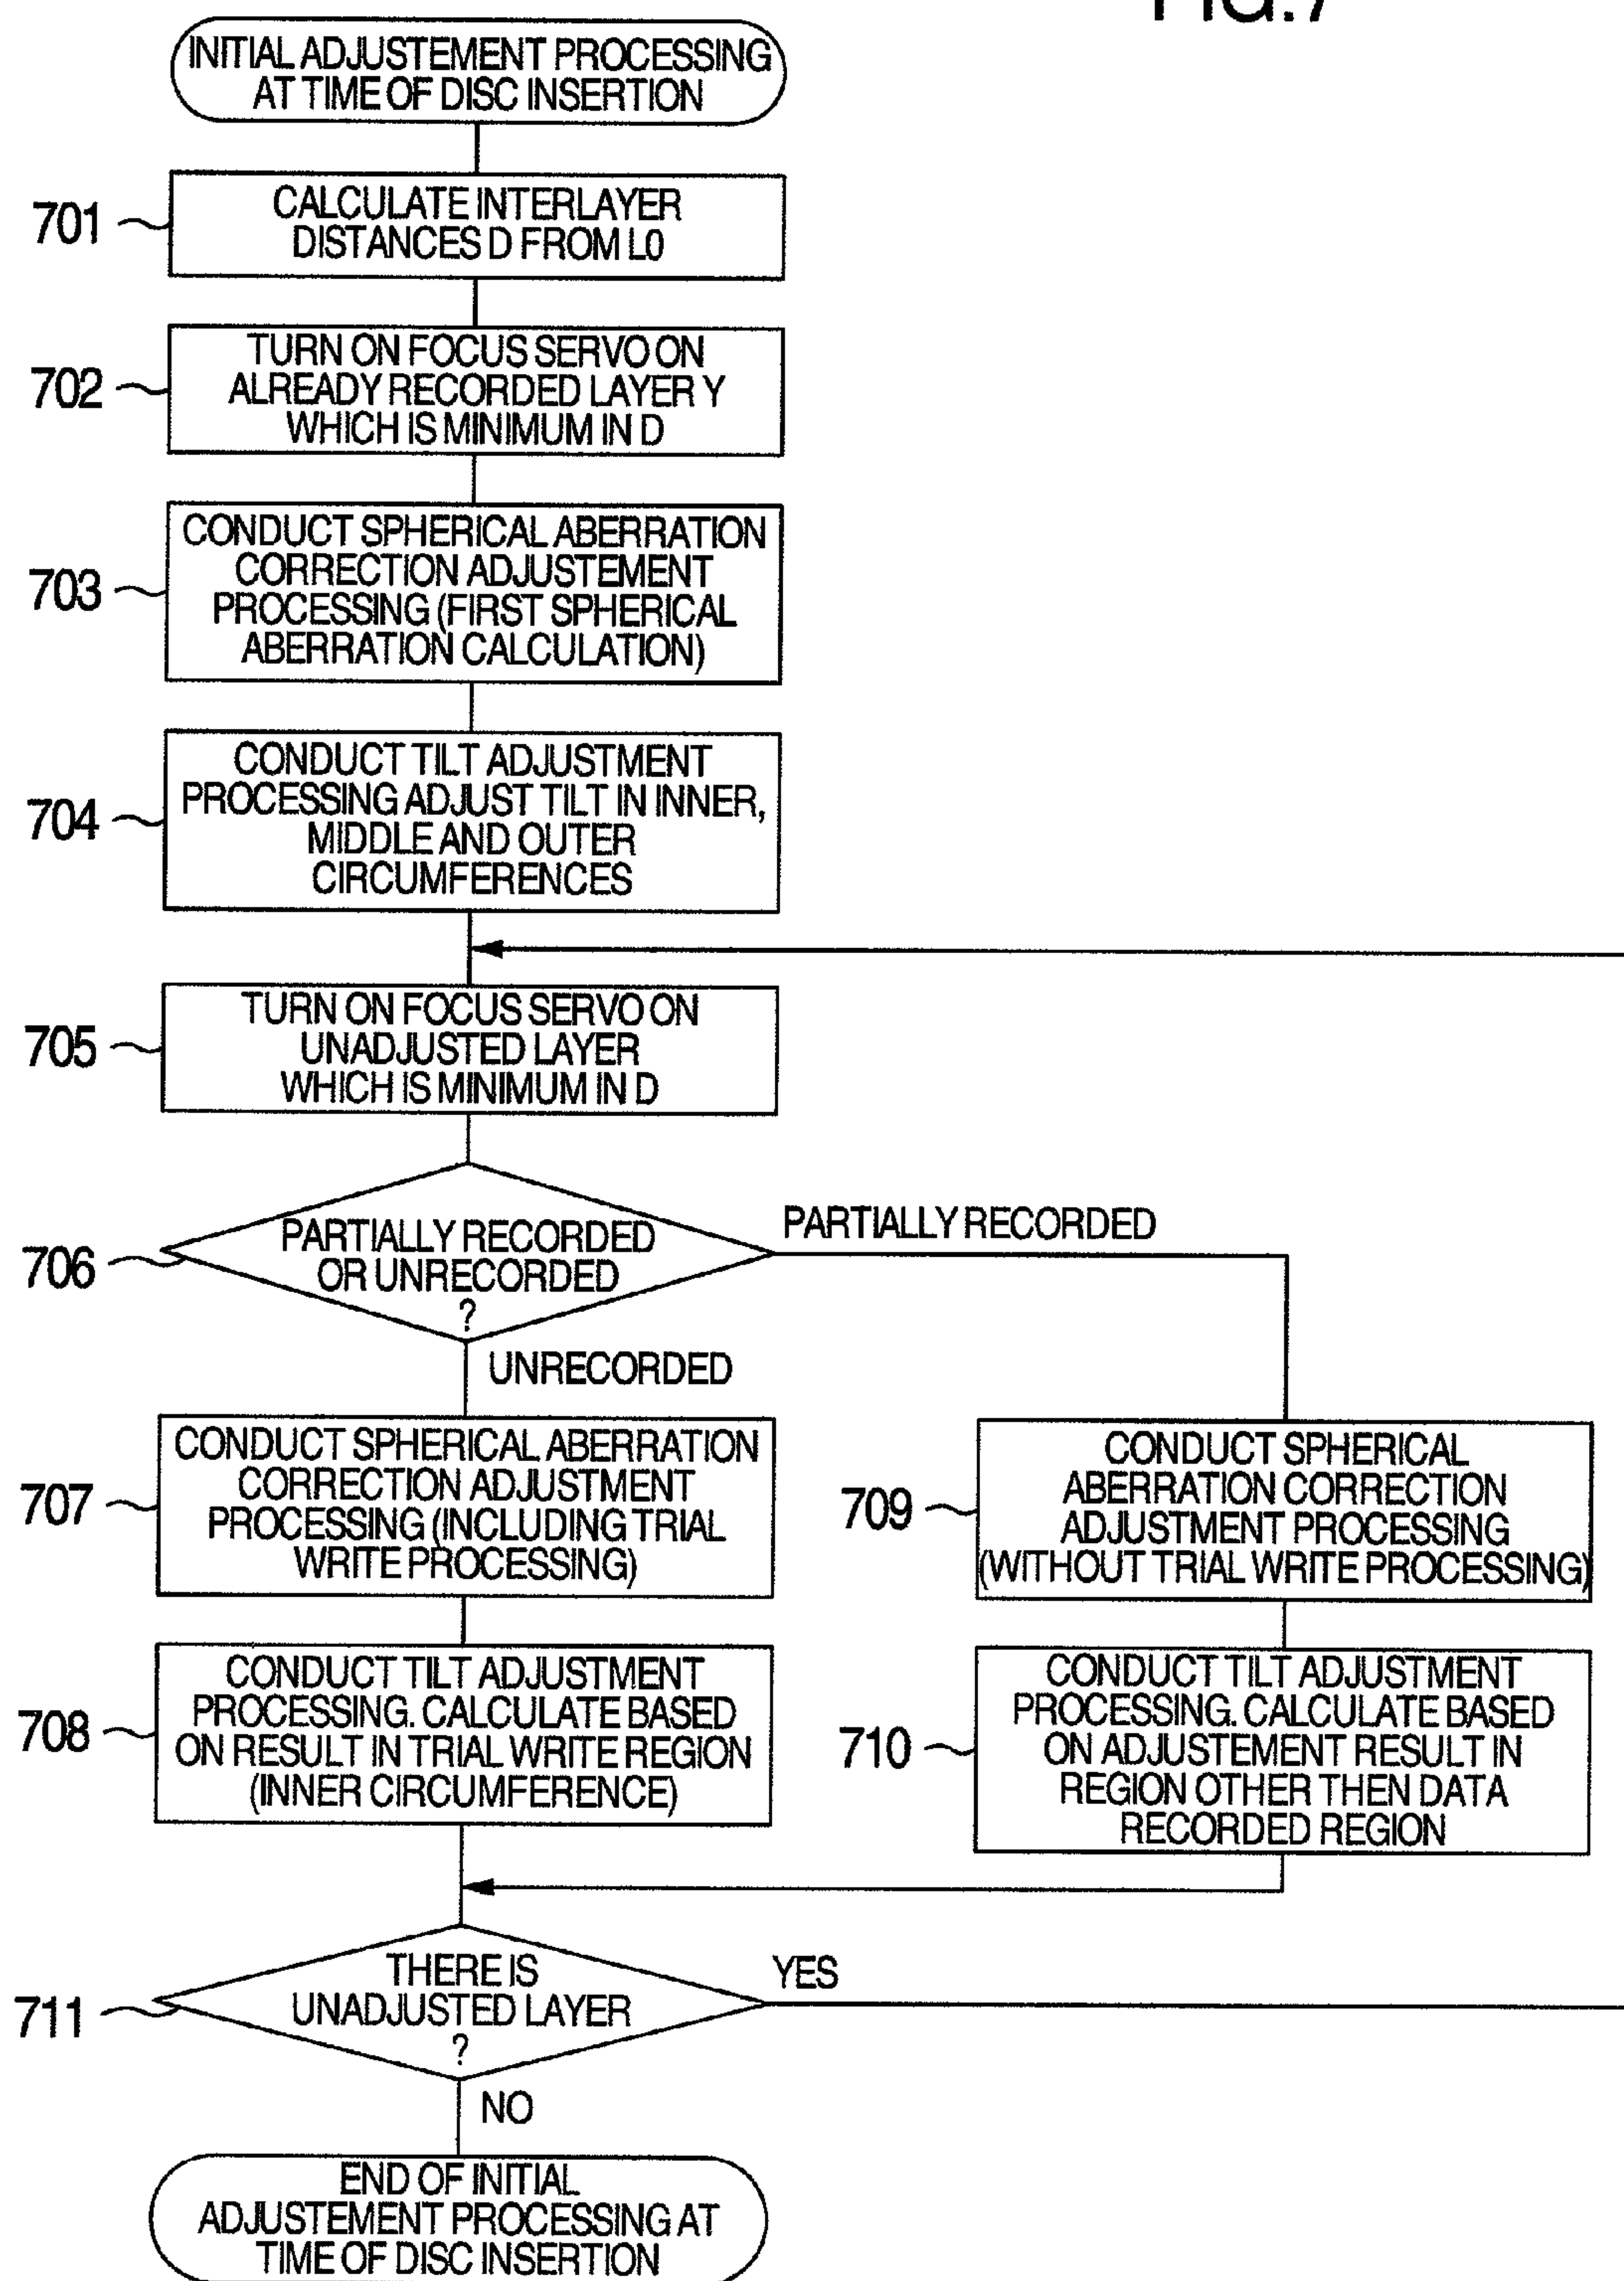 FIG.7
INITIAL ADJUSTEMENT PROCESSING
AT TIME OF DISC INSERTION
701
CALCULATE INTERLAYER
DISTANCES D FROM L0
702
TURN ON FOCUS SERVO ON
ALREADY RECORDED LAYER Y
WHICH IS MINIMUM IN D
703
CONDUCT SPHERICAL ABERRATION
CORRECTION ADJUSTEMENT
PROCESSING (FIRST SPHERICAL
ABERRATION CALCULATION)
704
CONDUCT TILT ADJUSTMENT
PROCESSING ADJUST TILT IN INNER,
MIDDLE AND OUTER
CIRCUMFERENCES
705
TURN ON FOCUS SERVO ON
UNADJUSTED LAYER
WHICH IS MINIMUM IN D
706
PARTIALLY RECORDED
OR UNRECORDED
?
PARTIALLY RECORDED
UNRECORDED
707
CONDUCT SPHERICAL ABERRATION
CORRECTION ADJUSTMENT
PROCESSING (INCLUDING TRIAL
WRITE PROCESSING)
708
CONDUCT TILT ADJUSTMENT
PROCESSING. CALCULATE BASED
ON RESULT IN TRIAL WRITE REGION
(INNER CIRCUMFERENCE)
709
CONDUCT SPHERICAL
ABERRATION CORRECTION
ADJUSTMENT PROCESSING
(WITHOUT TRIAL WRITE PROCESSING)
710
CONDUCT TILT ADJUSTMENT
PROCESSING. CALCULATE BASED
ON ADJUSTEMENT RESULT IN
REGION OTHER THEN DATA
RECORDED REGION
711
THERE IS
UNADJUSTED LAYER
?
YES
NO
END OF INITIAL
ADJUSTEMENT PROCESSING AT
TIME OF DISC INSERTION